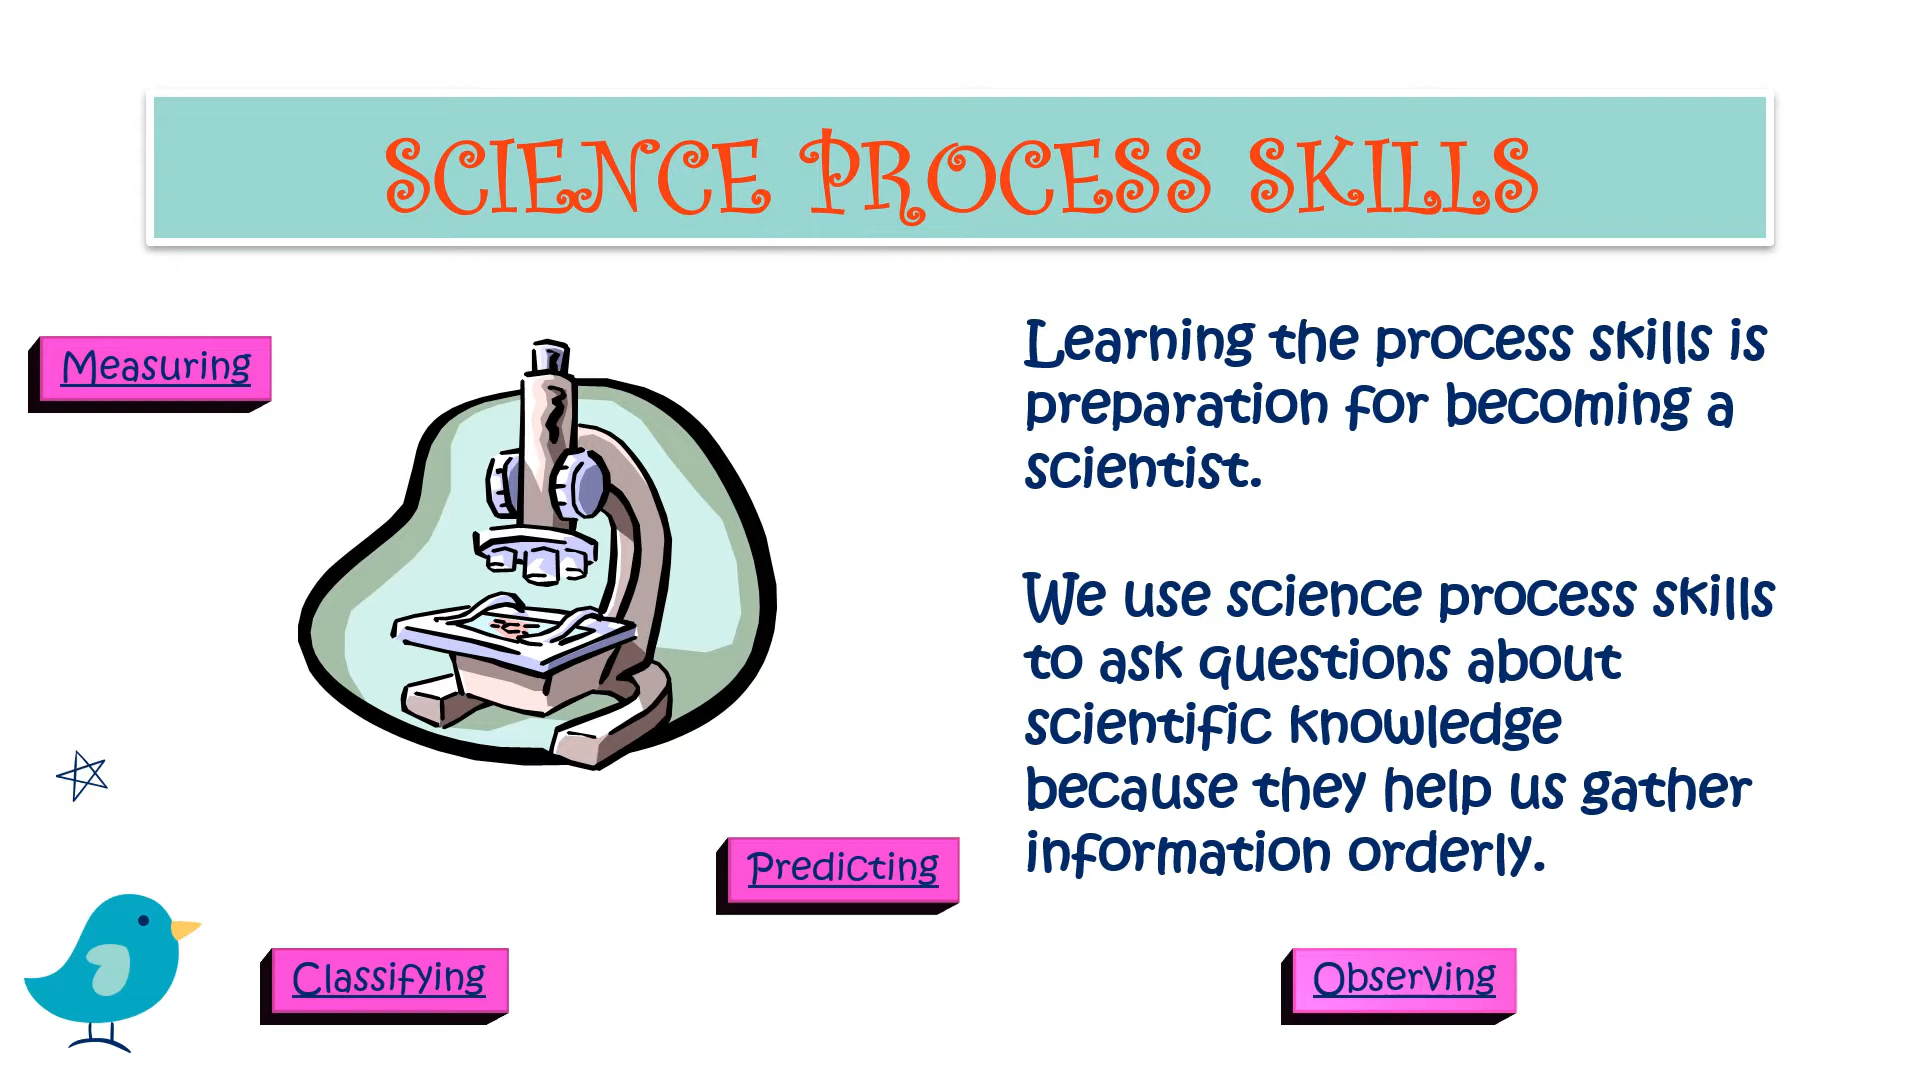 SCIENCE PROCESS SKILLS
Measuring
Learning the process skills is
preparation for becoming a
scientist.
We use science process skills
to ask questions about
scientific knowledge
because they help us gather
information orderly.
Predicting
Classifying
Observing